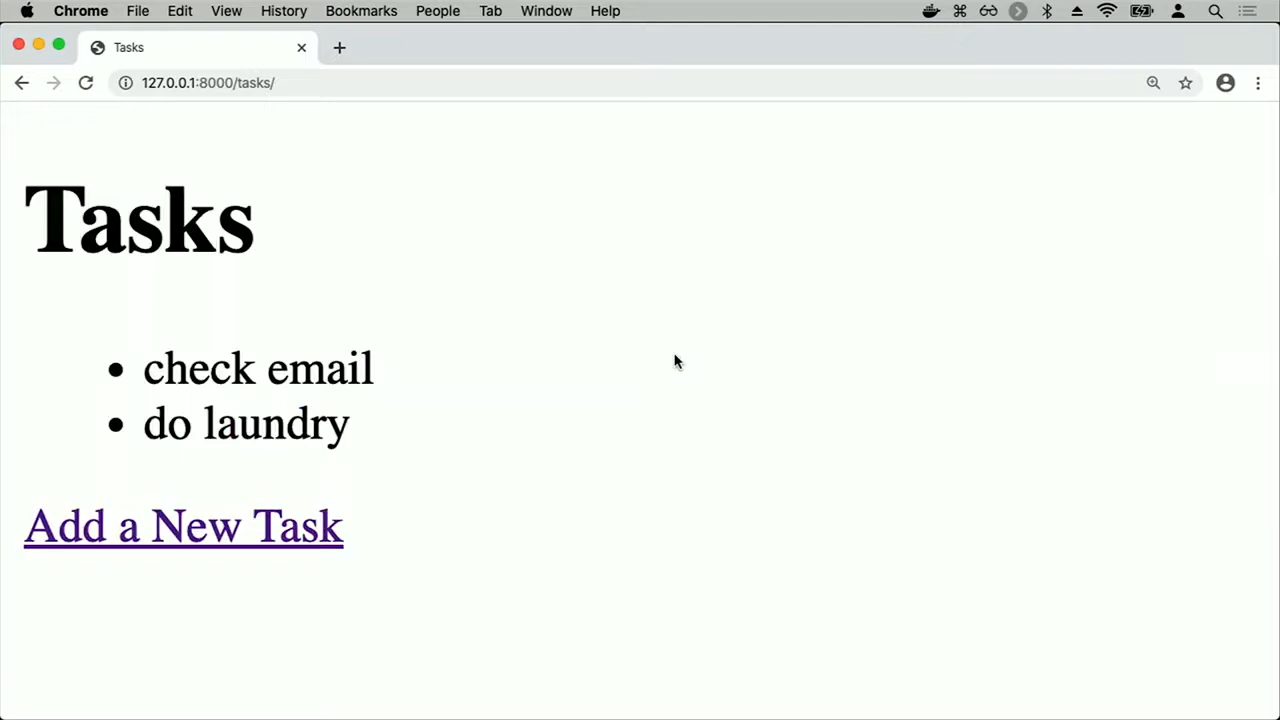 Chrome File Edit View History Bookmarks People Tab Window Help
Tasks
127.0.0.1:8000/tasks/
Tasks
• check email
• do laundry
Add a New Task